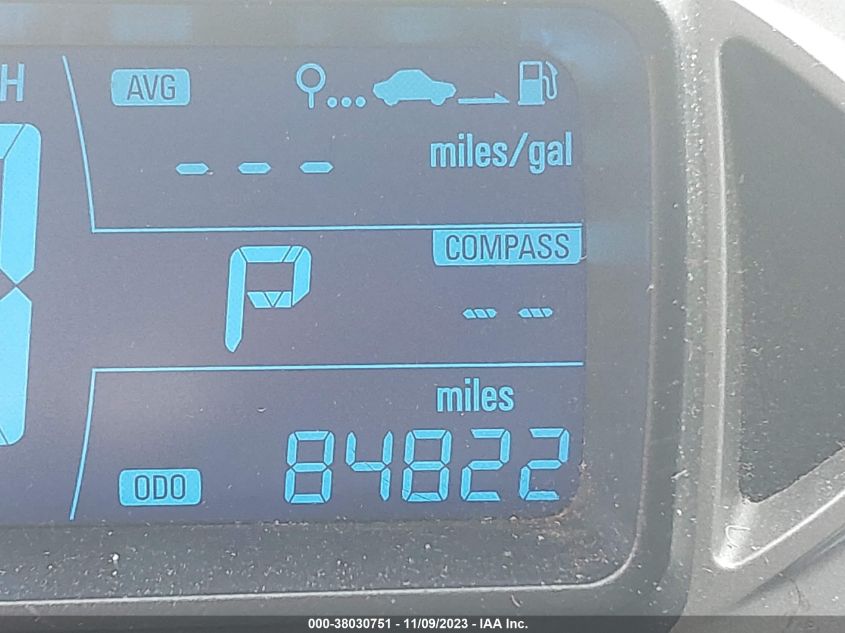 H
AVG
miles/gal
- - -
COMPASS
P
- -
miles
ODO 84822
000-38030751 - 11/09/2023 - IAA Inc.